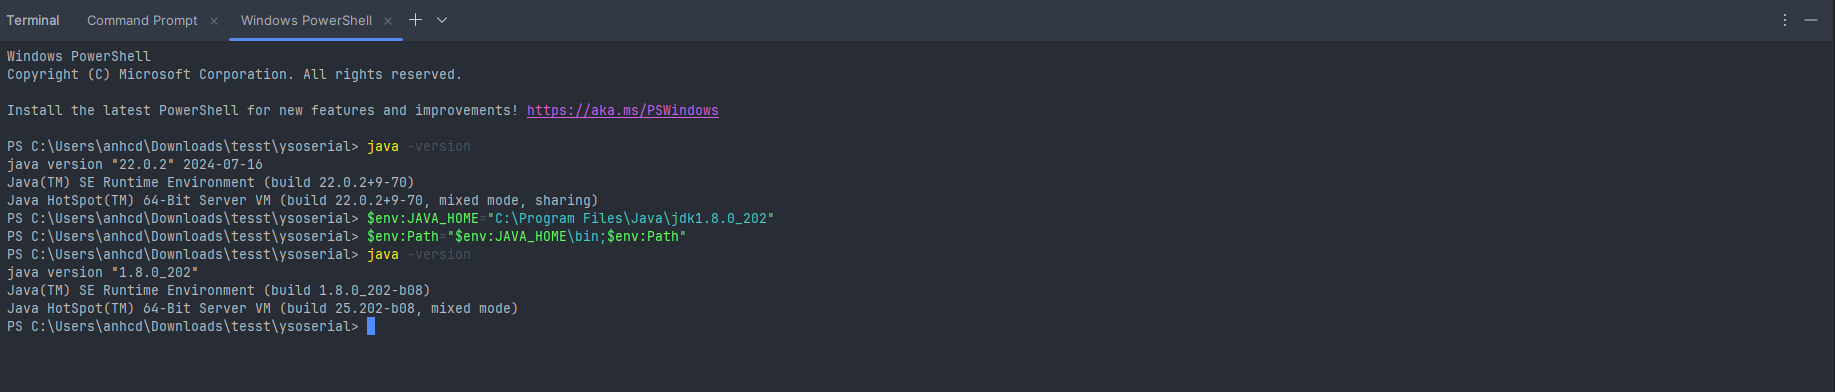 Terminal Command Prompt × Windows PowerShell ×
Windows PowerShell
Copyright (C) Microsoft Corporation. All rights reserved.
Install the latest PowerShell for new features and improvements! https://aka.ms/PSWindows
PS C:\Users\anhcd\Downloads\tesst\ysoserial> java -version
java version "22.0.2" 2024-07-16
Java(TM) SE Runtime Environment (build 22.0.2+9-70)
Java HotSpot(TM) 64-Bit Server VM (build 22.0.2+9-70, mixed mode, sharing)
PS C:\Users\anhcd\Downloads\tesst\ysoserial> $env:JAVA_HOME="C:\Program Files\Java\jdk1.8.0_202"
PS C:\Users\anhcd\Downloads\tesst\ysoserial> $env:Path="$env:JAVA_HOME\bin;$env:Path"
PS C:\Users\anhcd\Downloads\tesst\ysoserial> java -version
java version "1.8.0_202"
Java(TM) SE Runtime Environment (build 1.8.0_202-b08)
Java HotSpot(TM) 64-Bit Server VM (build 25.202-b08, mixed mode)
PS C:\Users\anhcd\Downloads\tesst\ysoserial>